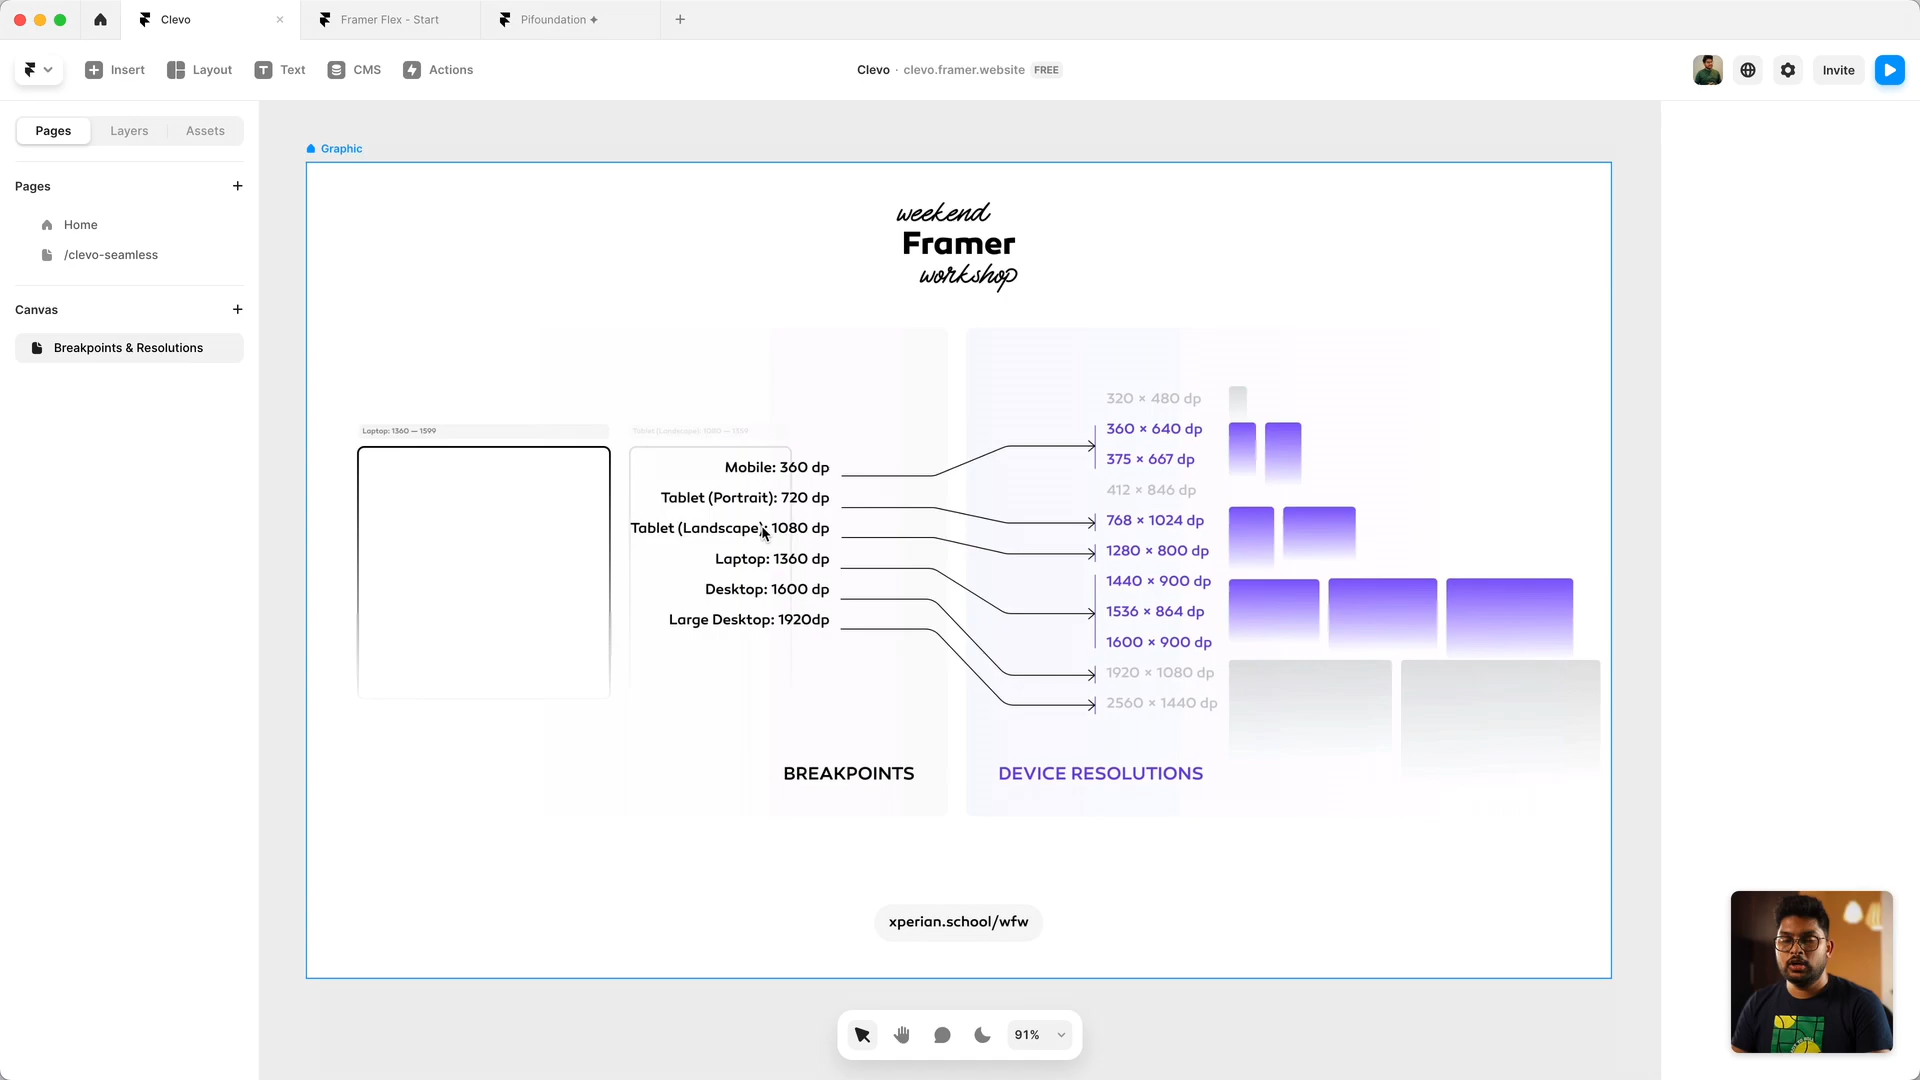 Clevo
Framer Flex - Start
Pifoundation ✦
Insert
Layout
Text
CMS
Actions
Clevo · clevo.framer.website FREE
Invite
Pages
Layers
Assets
Pages
Home
/clevo-seamless
Canvas
Breakpoints & Resolutions
Graphic
weekend
Framer
workshop
Laptop: 1360 — 1599
Tablet (Landscape): 1080 — 1359
Mobile: 360 dp
Tablet (Portrait): 720 dp
Tablet (Landscape): 1080 dp
Laptop: 1360 dp
Desktop: 1600 dp
Large Desktop: 1920dp
BREAKPOINTS
320 × 480 dp
360 × 640 dp
375 × 667 dp
412 × 846 dp
768 × 1024 dp
1280 × 800 dp
1440 × 900 dp
1536 × 864 dp
1600 × 900 dp
1920 × 1080 dp
2560 × 1440 dp
DEVICE RESOLUTIONS
xperian.school/wfw
91%